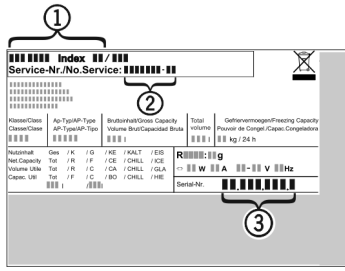 1
Index /
Service-Nr./No.Service: -
2
Klasse/Class Ap-Typ/AP-Type Bruttoinhalt/Gross Capacity Total Gefriervermoegen/Freezing Capacity
Classe/Clase AP-Type/AP-Tipo Volume Brut/Capacidad Bruta volume Pouvoir de Congel./Capac.Congeladora
l l kg / 24 h
Nutzinhalt Ges / K / G / KE / KALT / EIS
Net.Capacity Tot / R / F / CE / CHILL / ICE
Volume Utile Tot / R / C / CA / CHILL / GLA
Capac. Util Tot / F / C / BO / CHILL / HIE
l / l
R : g
W A - V Hz
Serial-Nr. . . .
3